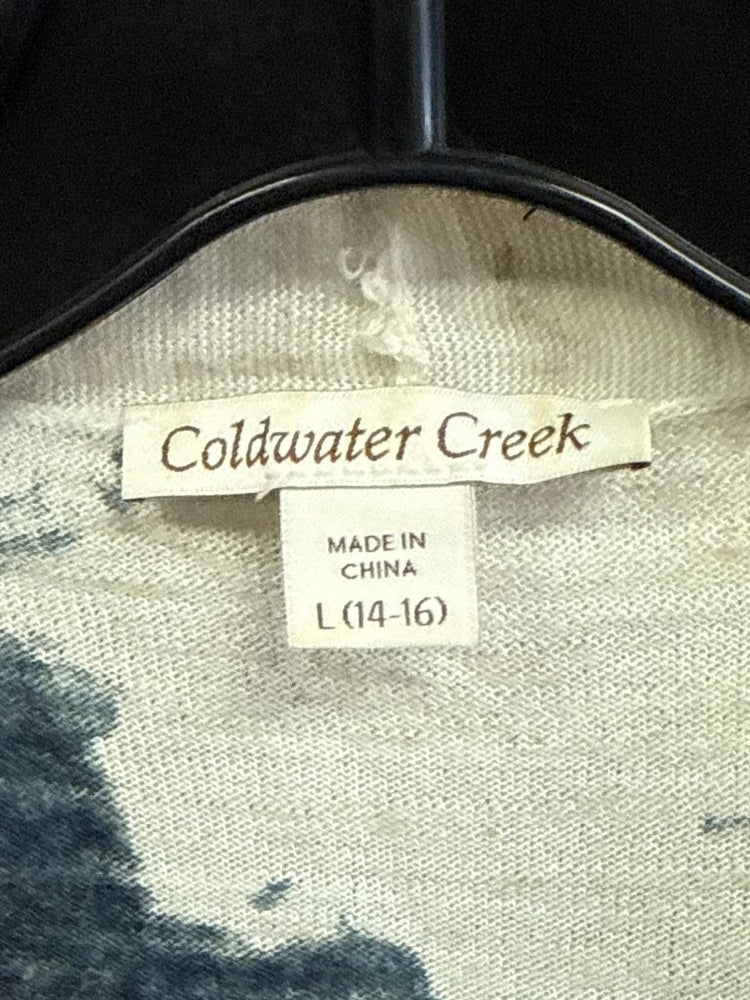 Coldwater Creek
MADE IN
CHINA
L (14-16)